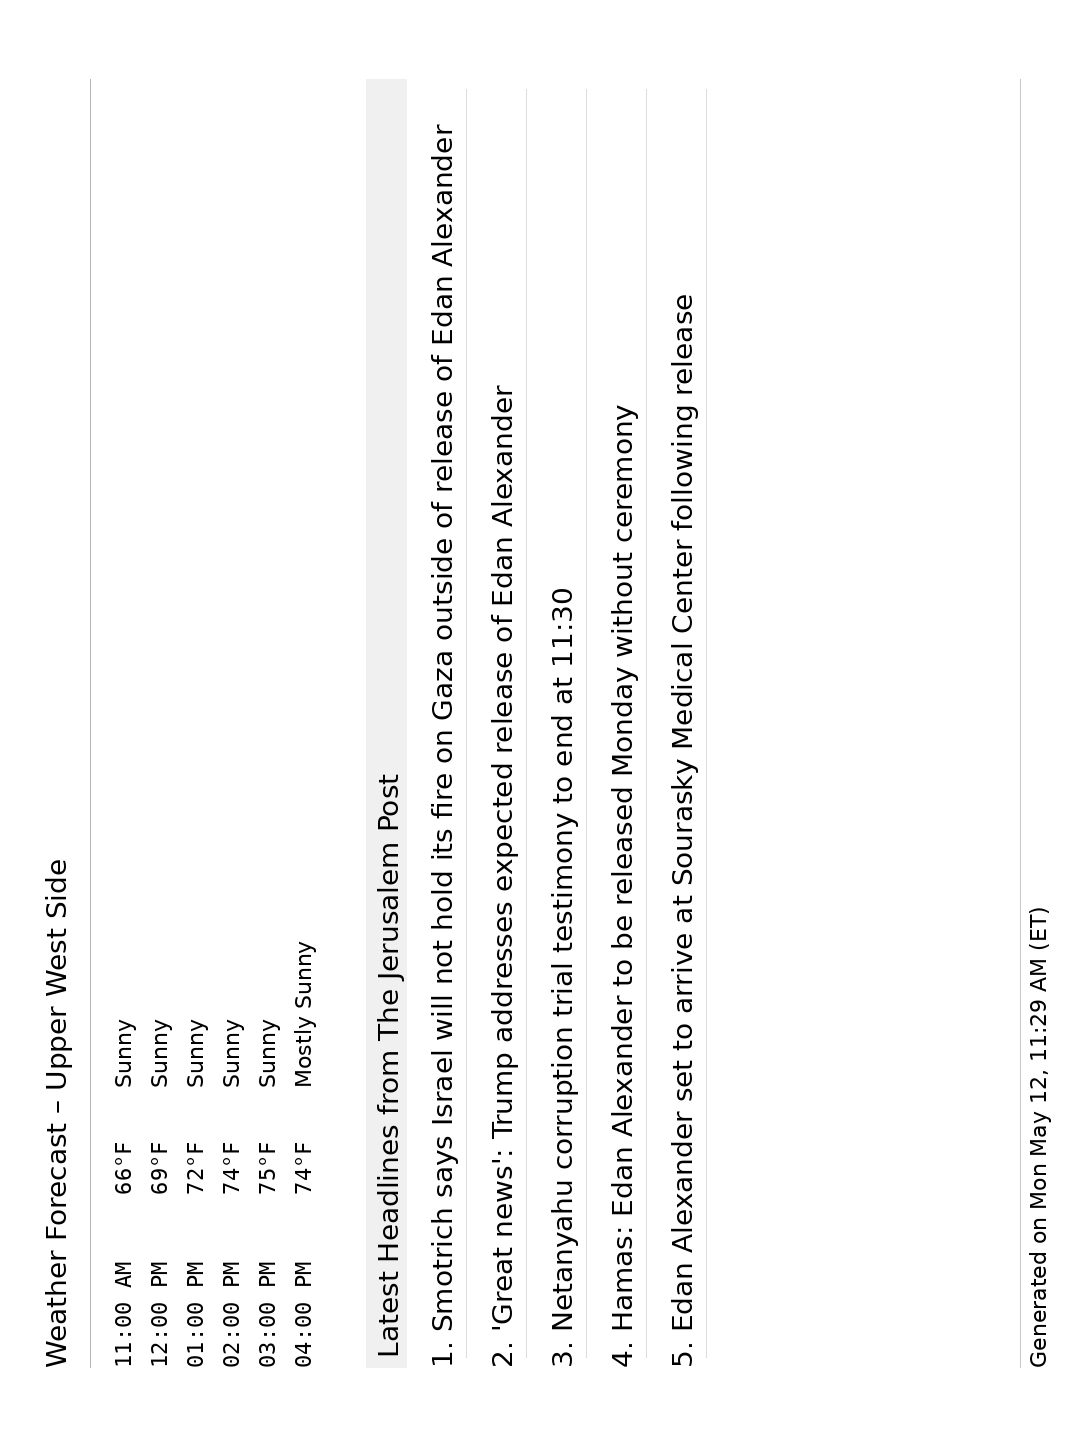 Weather Forecast – Upper West Side
11:00 AM 66°F Sunny
12:00 PM 69°F Sunny
01:00 PM 72°F Sunny
02:00 PM 74°F Sunny
03:00 PM 75°F Sunny
04:00 PM 74°F Mostly Sunny
Latest Headlines from The Jerusalem Post
1. Smotrich says Israel will not hold its fire on Gaza outside of release of Edan Alexander
2. 'Great news': Trump addresses expected release of Edan Alexander
3. Netanyahu corruption trial testimony to end at 11:30
4. Hamas: Edan Alexander to be released Monday without ceremony
5. Edan Alexander set to arrive at Sourasky Medical Center following release
Generated on Mon May 12, 11:29 AM (ET)